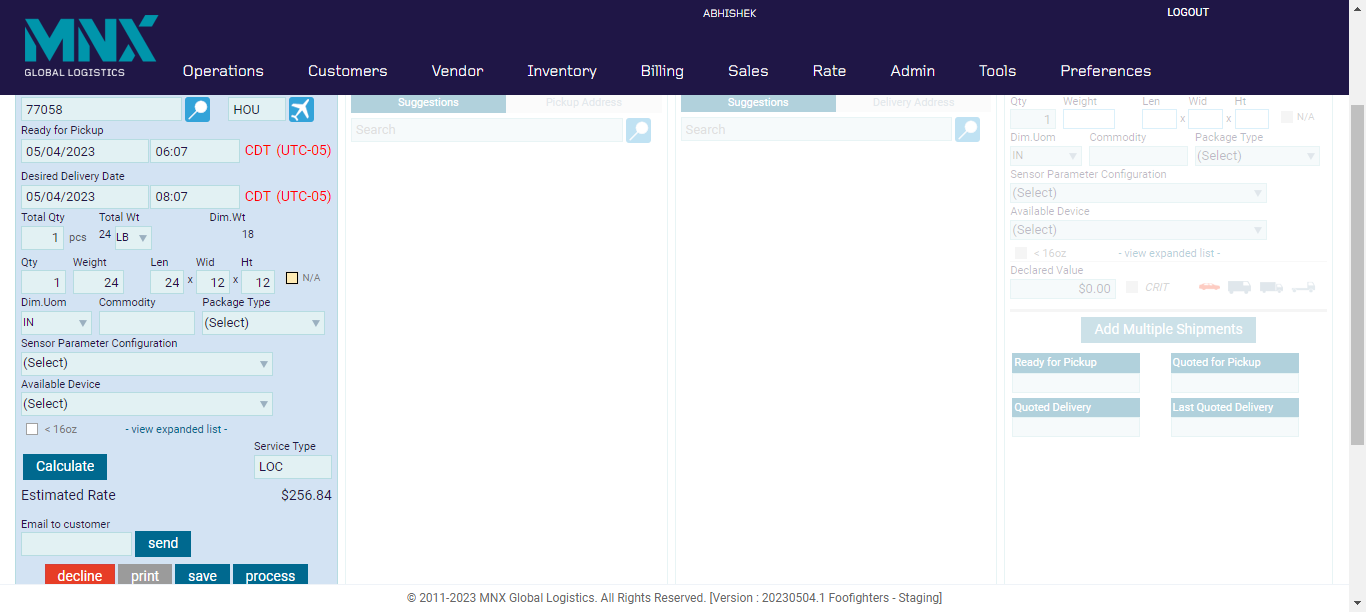 ABHISHEK
LOGOUT
MNX
GLOBAL LOGISTICS
Operations Customers Vendor Inventory Billing Sales Rate Admin Tools Preferences
77058 HOU
Ready for Pickup
05/04/2023 06:07 CDT (UTC-05)
Desired Delivery Date
05/04/2023 08:07 CDT (UTC-05)
Total Qty Total Wt Dim.Wt
1 pcs 24 LB 18
Qty Weight Len Wid Ht
1 24 24 x 12 x 12 N/A
Dim.Uom Commodity Package Type
IN (Select)
Sensor Parameter Configuration
(Select)
Available Device
(Select)
< 16oz - view expanded list -
Service Type
Calculate LOC
Estimated Rate $256.84
Email to customer
send
decline print save process
Suggestions Pickup Address
Search
Suggestions Delivery Address
Search
Qty Weight Len Wid Ht
1 x x N/A
Dim.Uom Commodity Package Type
IN (Select)
Sensor Parameter Configuration
(Select)
Available Device
(Select)
< 16oz - view expanded list -
Declared Value
$0.00 CRIT
Add Multiple Shipments
Ready for Pickup Quoted for Pickup
Quoted Delivery Last Quoted Delivery
© 2011-2023 MNX Global Logistics. All Rights Reserved. [Version : 20230504.1 Foofighters - Staging]